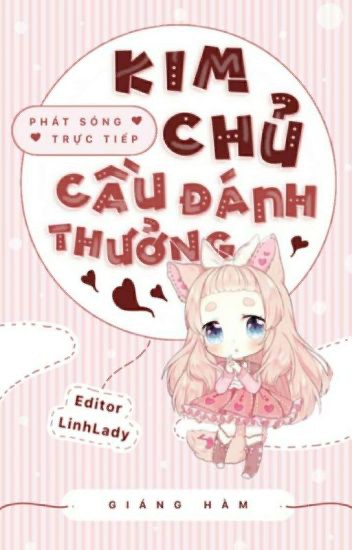 KIM
PHÁT SÓNG
TRỰC TIẾP
CHỦ
CẦU ĐÁNH
THƯỞNG
Editor
LinhLady
GIÁNG HÀM